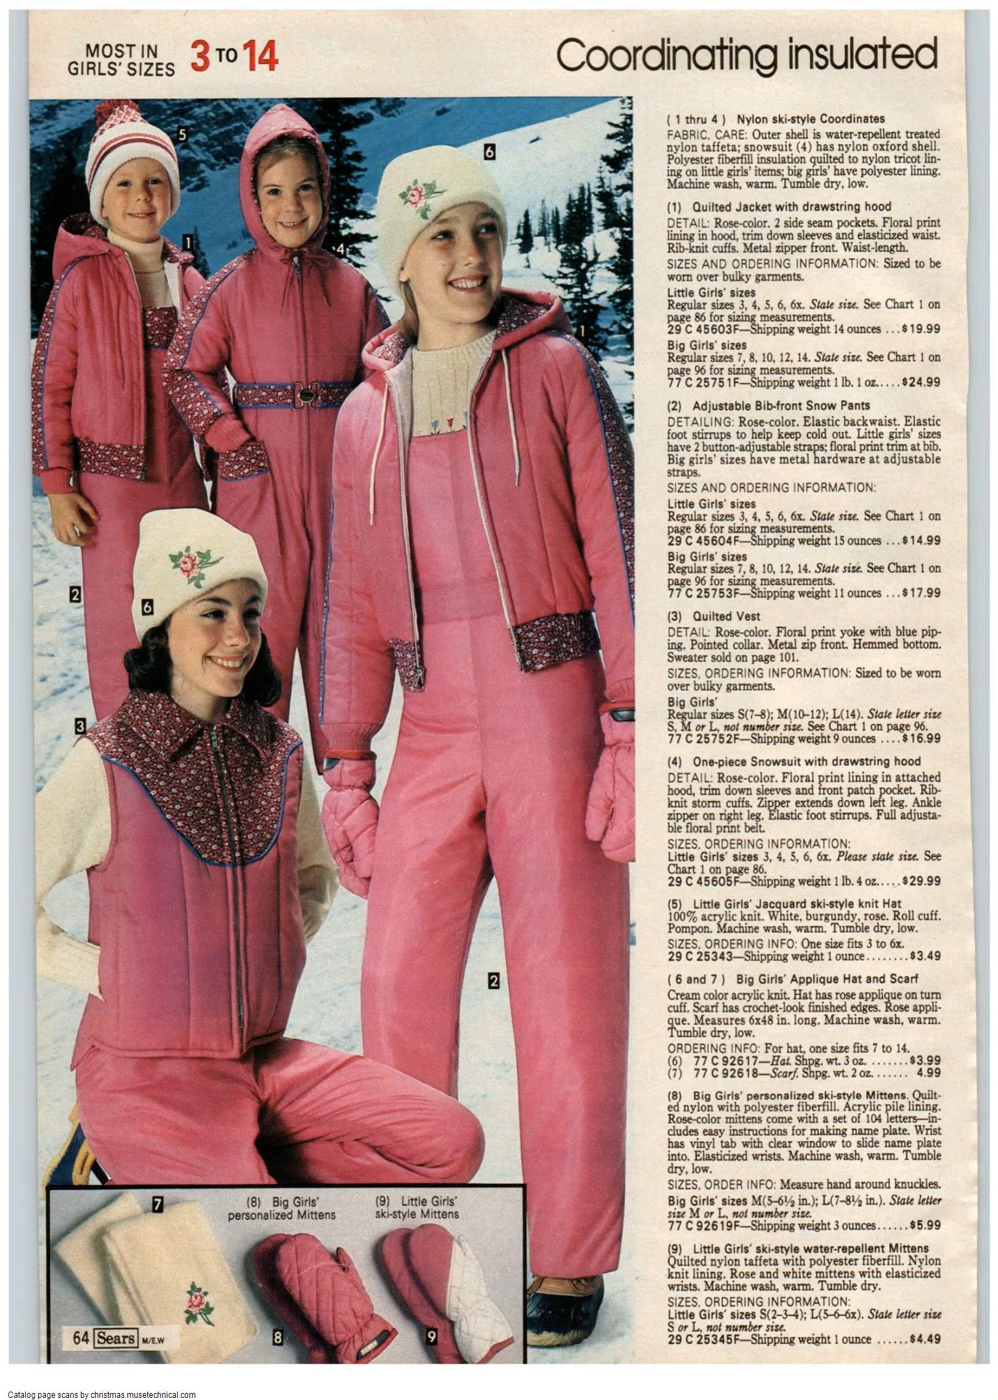 MOST IN
GIRLS' SIZES 3 TO 14
Coordinating insulated
5
6
1
4
1
2
6
3
2
( 1 thru 4 ) Nylon ski-style Coordinates
FABRIC, CARE: Outer shell is water-repellent treated
nylon taffeta; snowsuit (4) has nylon oxford shell.
Polyester fiberfill insulation quilted to nylon tricot lin-
ing on little girls' items; big girls' have polyester lining.
Machine wash, warm. Tumble dry, low.
(1) Quilted Jacket with drawstring hood
DETAIL: Rose-color. 2 side seam pockets. Floral print
lining in hood, trim down sleeves and elasticized waist.
Rib-knit cuffs. Metal zipper front. Waist-length.
SIZES AND ORDERING INFORMATION: Sized to be
worn over bulky garments.
Little Girls' sizes
Regular sizes 3, 4, 5, 6, 6x. State size. See Chart 1 on
page 86 for sizing measurements.
29 C 45603F—Shipping weight 14 ounces ...$19.99
Big Girls' sizes
Regular sizes 7, 8, 10, 12, 14. State size. See Chart 1 on
page 96 for sizing measurements.
77 C 25751F—Shipping weight 1 lb. 1 oz.....$24.99
(2) Adjustable Bib-front Snow Pants
DETAILING: Rose-color. Elastic backwaist. Elastic
foot stirrups to help keep cold out. Little girls' sizes
have 2 button-adjustable straps; floral print trim at bib.
Big girls' sizes have metal hardware at adjustable
straps.
SIZES AND ORDERING INFORMATION:
Little Girls' sizes
Regular sizes 3, 4, 5, 6, 6x. State size. See Chart 1 on
page 86 for sizing measurements.
29 C 45604F—Shipping weight 15 ounces ...$14.99
Big Girls' sizes
Regular sizes 7, 8, 10, 12, 14. State size. See Chart 1 on
page 96 for sizing measurements.
77 C 25753F—Shipping weight 11 ounces ...$17.99
(3) Quilted Vest
DETAIL: Rose-color. Floral print yoke with blue pip-
ing. Pointed collar. Metal zip front. Hemmed bottom.
Sweater sold on page 101.
SIZES, ORDERING INFORMATION: Sized to be worn
over bulky garments.
Big Girls'
Regular sizes S(7–8); M(10–12); L(14). State letter size
S, M or L, not number size. See Chart 1 on page 96.
77 C 25752F—Shipping weight 9 ounces ....$16.99
(4) One-piece Snowsuit with drawstring hood
DETAIL: Rose-color. Floral print lining in attached
hood, trim down sleeves and front patch pocket. Rib-
knit storm cuffs. Zipper extends down left leg. Ankle
zipper on right leg. Elastic foot stirrups. Full adjusta-
ble floral print belt.
SIZES, ORDERING INFORMATION:
Little Girls' sizes 3, 4, 5, 6, 6x. Please state size. See
Chart 1 on page 86.
29 C 45605F—Shipping weight 1 lb. 4 oz.....$29.99
(5) Little Girls' Jacquard ski-style knit Hat
100% acrylic knit. White, burgundy, rose. Roll cuff.
Pompon. Machine wash, warm. Tumble dry, low.
SIZES, ORDERING INFO: One size fits 3 to 6x.
29 C 25343—Shipping weight 1 ounce........$3.49
( 6 and 7 ) Big Girls' Applique Hat and Scarf
Cream color acrylic knit. Hat has rose applique on turn
cuff. Scarf has crochet-look finished edges. Rose appli-
que. Measures 6x48 in. long. Machine wash, warm.
Tumble dry, low.
ORDERING INFO: For hat, one size fits 7 to 14.
(6) 77 C 92617—Hat. Shpg. wt. 3 oz. .......$3.99
(7) 77 C 92618—Scarf. Shpg. wt. 2 oz....... 4.99
(8) Big Girls' personalized ski-style Mittens. Quilt-
ed nylon with polyester fiberfill. Acrylic pile lining.
Rose-color mittens come with a set of 104 letters—in-
cludes easy instructions for making name plate. Wrist
has vinyl tab with clear window to slide name plate
into. Elasticized wrists. Machine wash, warm. Tumble
dry, low.
SIZES, ORDER INFO: Measure hand around knuckles.
Big Girls' sizes M(5–6½ in.); L(7–8½ in.). State letter
size M or L, not number size.
77 C 92619F—Shipping weight 3 ounces......$5.99
(9) Little Girls' ski-style water-repellent Mittens
Quilted nylon taffeta with polyester fiberfill. Nylon
knit lining. Rose and white mittens with elasticized
wrists. Machine wash, warm. Tumble dry.
SIZES, ORDERING INFORMATION:
Little Girls' sizes S(2–3–4); L(5–6–6x). State letter size
S or L, not number size.
29 C 25345F—Shipping weight 1 ounce ......$4.49
7
(8) Big Girls'
personalized Mittens
(9) Little Girls'
ski-style Mittens
8
9
64 Sears M/E,W
Catalog page scans by christmas.musetechnical.com